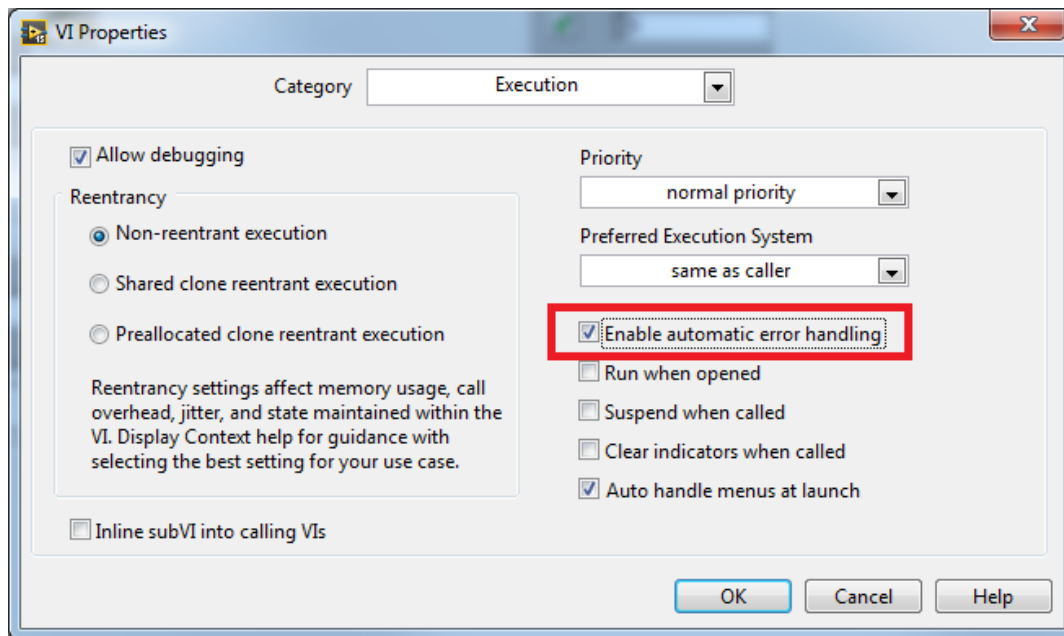 VI Properties
Category
Execution
Allow debugging
Reentrancy
Non-reentrant execution
Shared clone reentrant execution
Preallocated clone reentrant execution
Reentrancy settings affect memory usage, call
overhead, jitter, and state maintained within the
VI. Display Context help for guidance with
selecting the best setting for your use case.
Inline subVI into calling VIs
Priority
normal priority
Preferred Execution System
same as caller
Enable automatic error handling
Run when opened
Suspend when called
Clear indicators when called
Auto handle menus at launch
OK
Cancel
Help